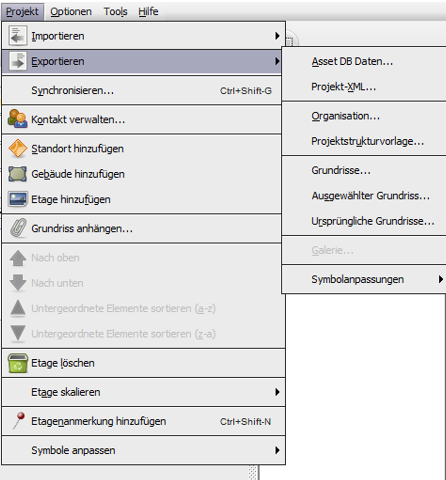 Projekt Optionen Tools Hilfe
Importieren
Exportieren
Synchronisieren... Ctrl+Shift-G
Kontakt verwalten...
Standort hinzufügen
Gebäude hinzufügen
Etage hinzufügen
Grundriss anhängen...
Nach oben
Nach unten
Untergeordnete Elemente sortieren (a-z)
Untergeordnete Elemente sortieren (z-a)
Etage löschen
Etage skalieren
Etagenanmerkung hinzufügen Ctrl+Shift-N
Symbole anpassen
Asset DB Daten...
Projekt-XML...
Organisation...
Projektstrukturvorlage...
Grundrisse...
Ausgewählter Grundriss...
Ursprüngliche Grundrisse...
Galerie...
Symbolanpassungen